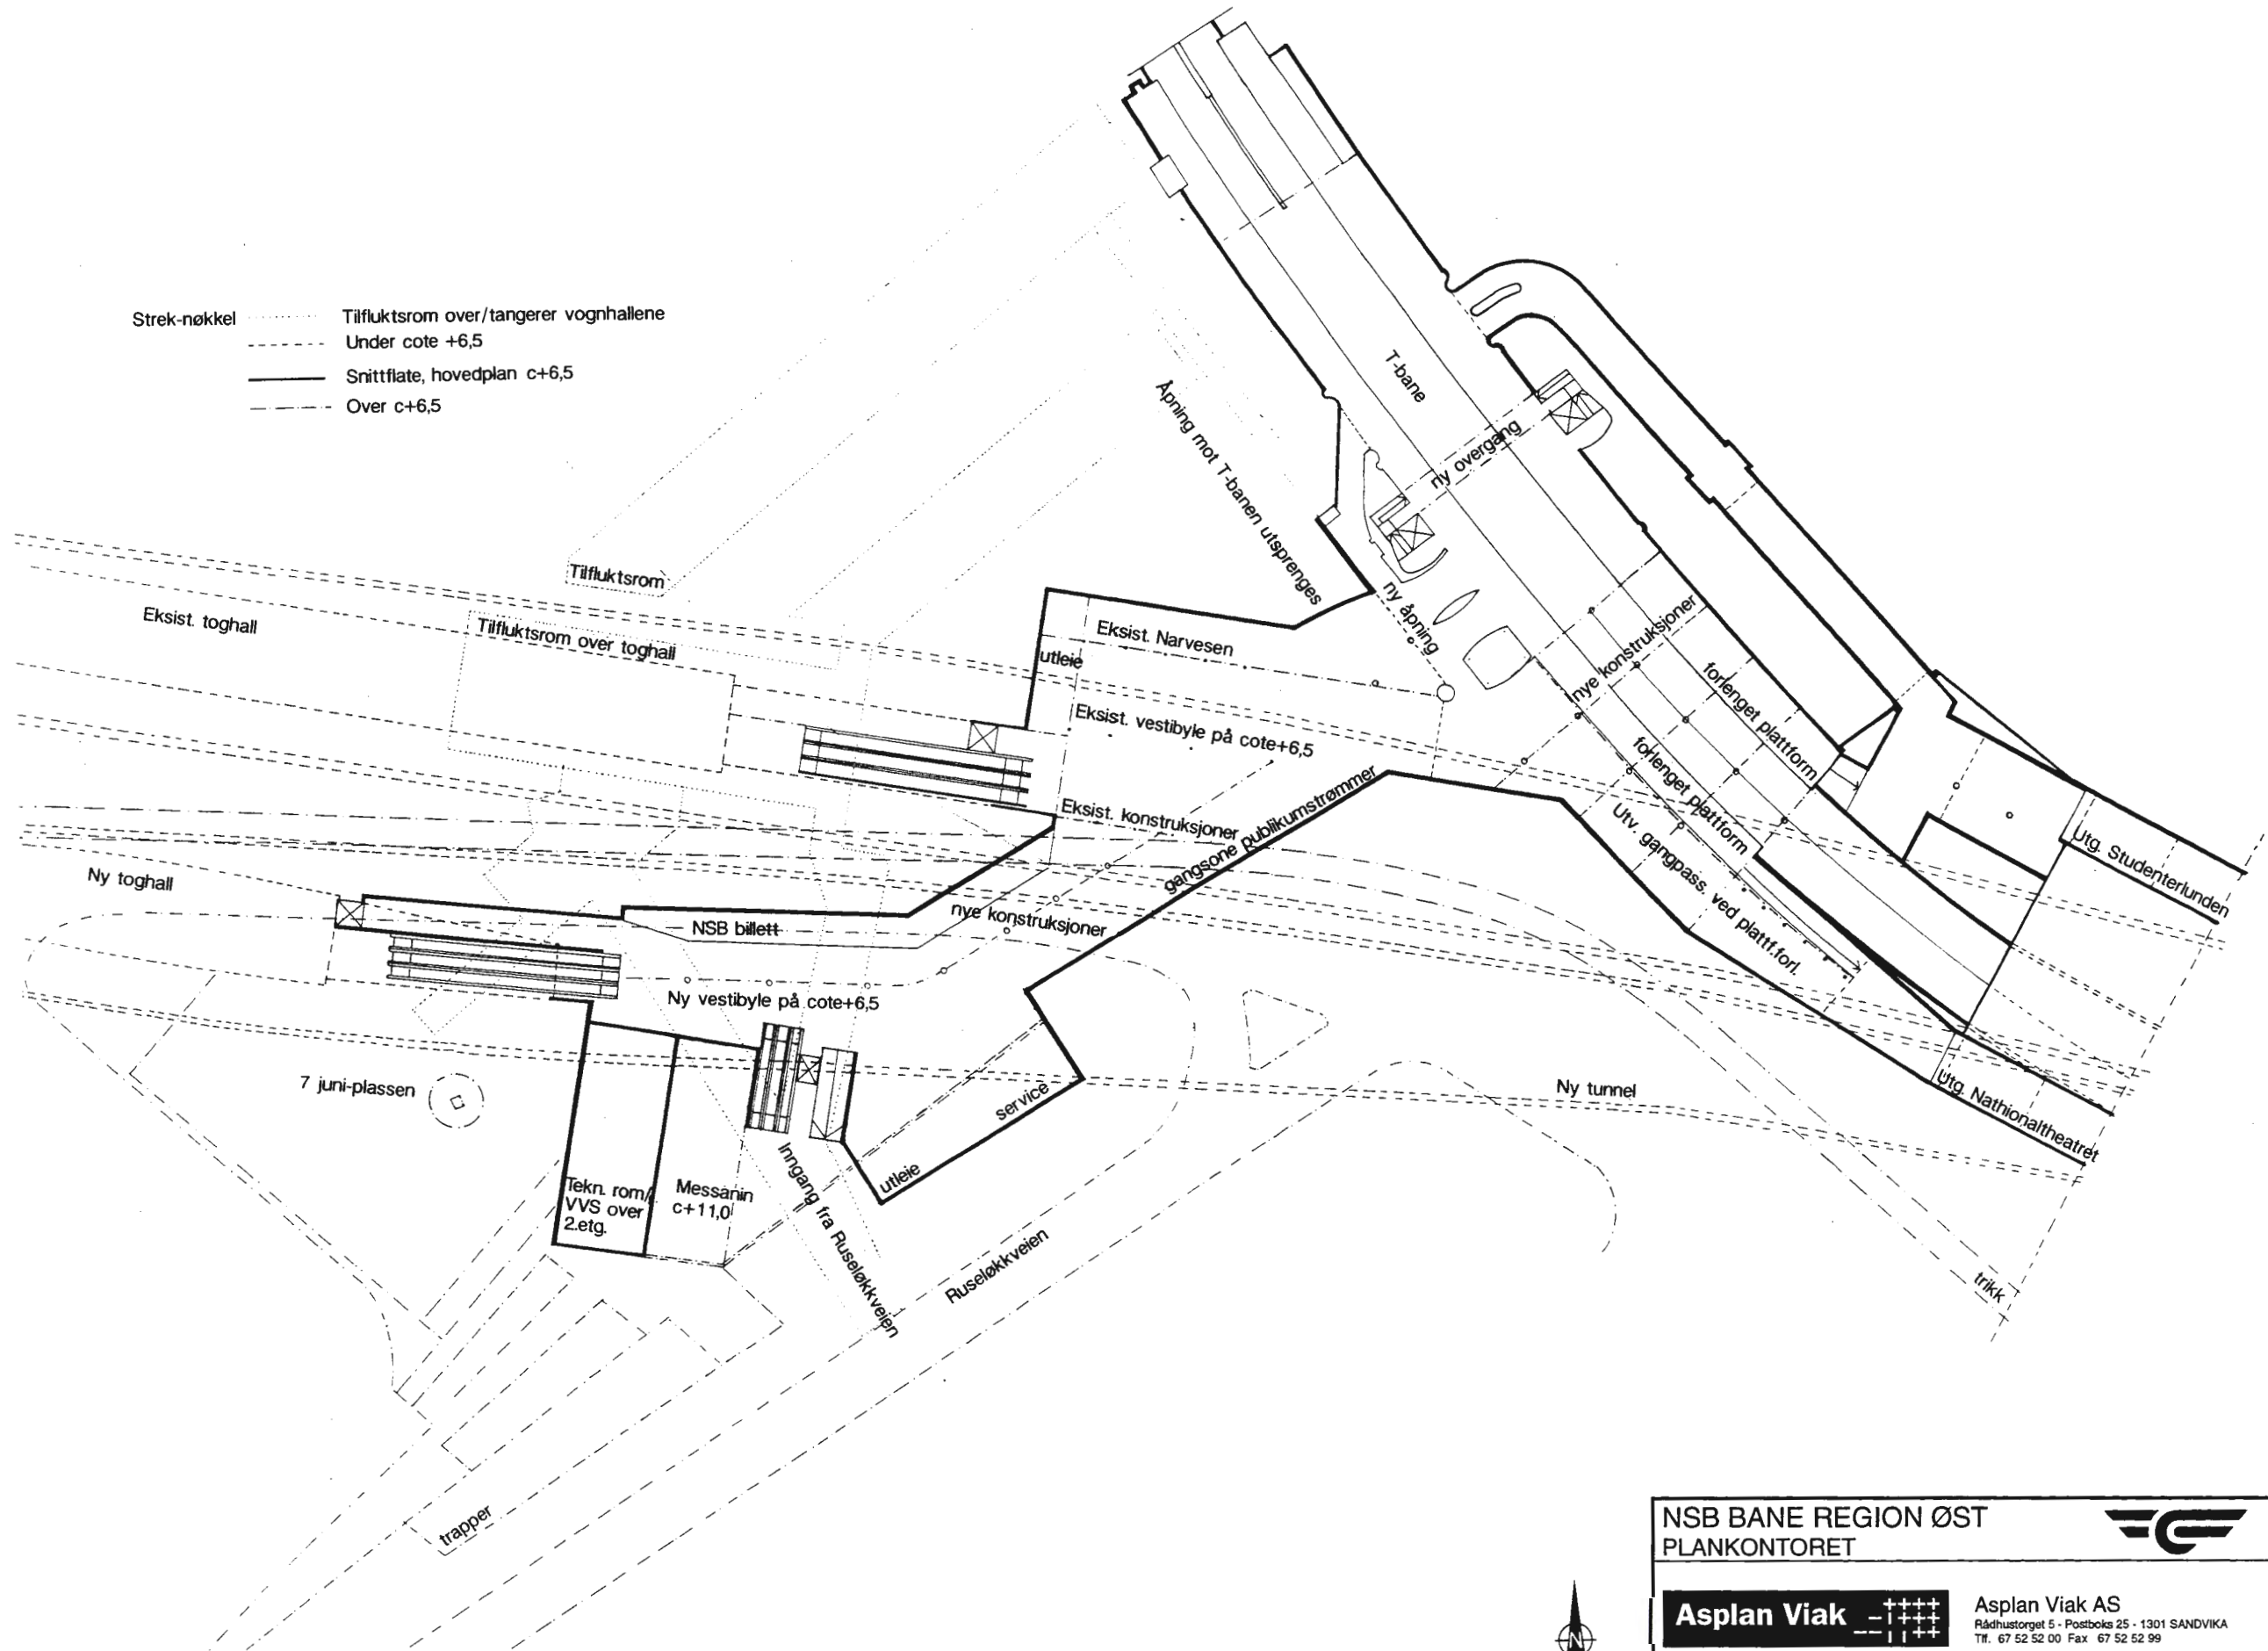 Strek-nøkkel
Tilfluktsrom over/tangerer vognhallene
Under cote +6,5
Snittflate, hovedplan c+6,5
Over c+6,5
T-bane
Åpning mot T-banen utsprenges
ny overgang
ny åpning
Tilfluktsrom
Eksist. toghall
Tilfluktsrom over toghall
Eksist. Narvesen
utleie
Eksist. vestibyle på cote+6,5
nye konstruksjoner
forlenget plattform
forlenget plattform
Utv. gangpass. ved plattf.forl.
Eksist. konstruksjoner
gangsone publikumstrømmer
Utg. Studenterlunden
Ny toghall
NSB billett
nye konstruksjoner
Ny vestibyle på cote+6,5
7 juni-plassen
service
Ny tunnel
Utg. Nathionaltheatret
utleie
Tekn. rom/
VVS over
2.etg.
Messanin
c+11,0
Inngang fra Ruseløkkveien
Ruseløkkveien
trikk
trapper
NSB BANE REGION ØST
PLANKONTORET
N
Asplan Viak
Asplan Viak AS
Rådhustorget 5 - Postboks 25 - 1301 SANDVIKA
Tlf. 67 52 52 00 Fax 67 52 52 99